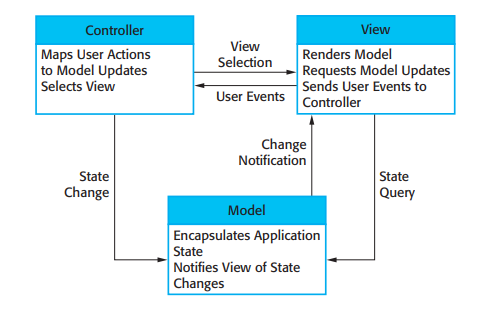 Controller
Maps User Actions
to Model Updates
Selects View
View
Selection
User Events
View
Renders Model
Requests Model Updates
Sends User Events to
Controller
State
Change
Change
Notification
State
Query
Model
Encapsulates Application
State
Notifies View of State
Changes